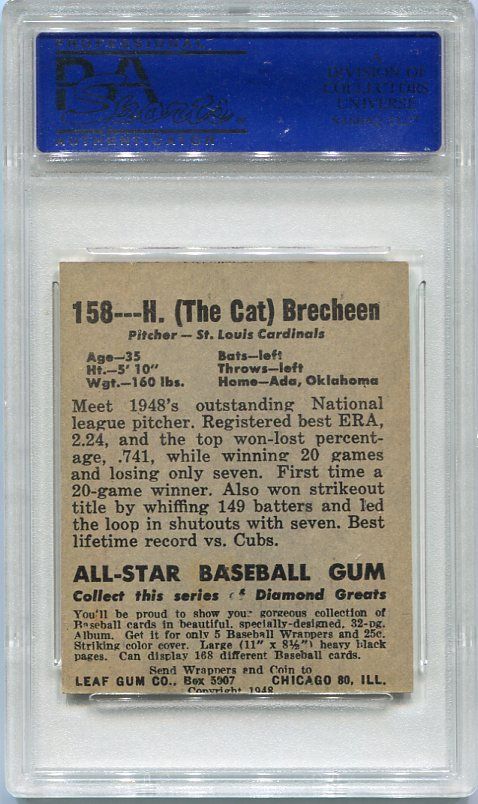 PROFESSIONAL
PSA
Sports
AUTHENTICATOR
A
DIVISION OF
COLLECTORS
UNIVERSE
158---H. (The Cat) Brecheen
Pitcher — St. Louis Cardinals
Age—35 Bats—left
Ht.—5' 10" Throws—left
Wgt.—160 lbs. Home—Ada, Oklahoma
Meet 1948's outstanding National
league pitcher. Registered best ERA,
2.24, and the top won-lost percent-
age, .741, while winning 20 games
and losing only seven. First time a
20-game winner. Also won strikeout
title by whiffing 149 batters and led
the loop in shutouts with seven. Best
lifetime record vs. Cubs.
ALL-STAR BASEBALL GUM
Collect this series of Diamond Greats
You'll be proud to show your gorgeous collection of
Baseball cards in beautiful, specially-designed, 32-pg.
Album. Get it for only 5 Baseball Wrappers and 25c.
Striking color cover. Large (11" x 8½") heavy black
pages. Can display 168 different Baseball cards.
Send Wrappers and Coin to
LEAF GUM CO., Box 5907 CHICAGO 80, ILL.
Copyright 1948